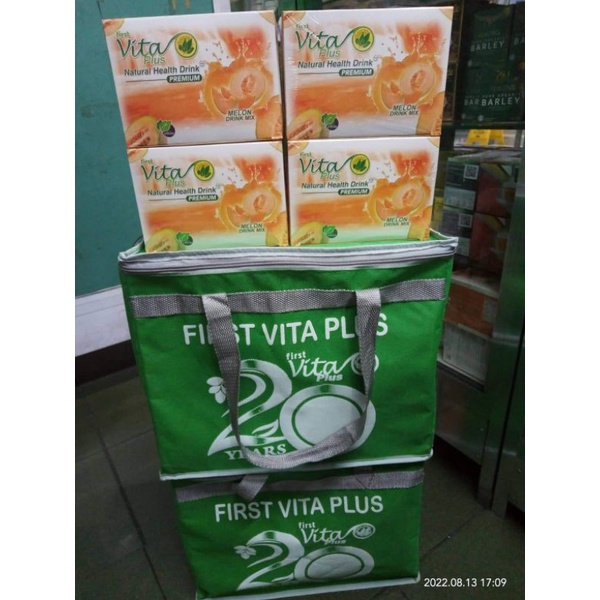 first
Vita
Plus
Natural Health Drink
PREMIUM
MELON
DRINK MIX
first
Vita
Plus
Natural Health Drink
PREMIUM
MELON
DRINK MIX
first
Vita
Plus
Natural Health Drink
PREMIUM
MELON
DRINK MIX
first
Vita
Plus
Natural Health Drink
PREMIUM
MELON
DRINK MIX
BARLEY
BARLEY
FIRST VITA PLUS
first
Vita
Plus
20
YEARS
FIRST VITA PLUS
first
Vita
Plus
20
2022.08.13 17:09